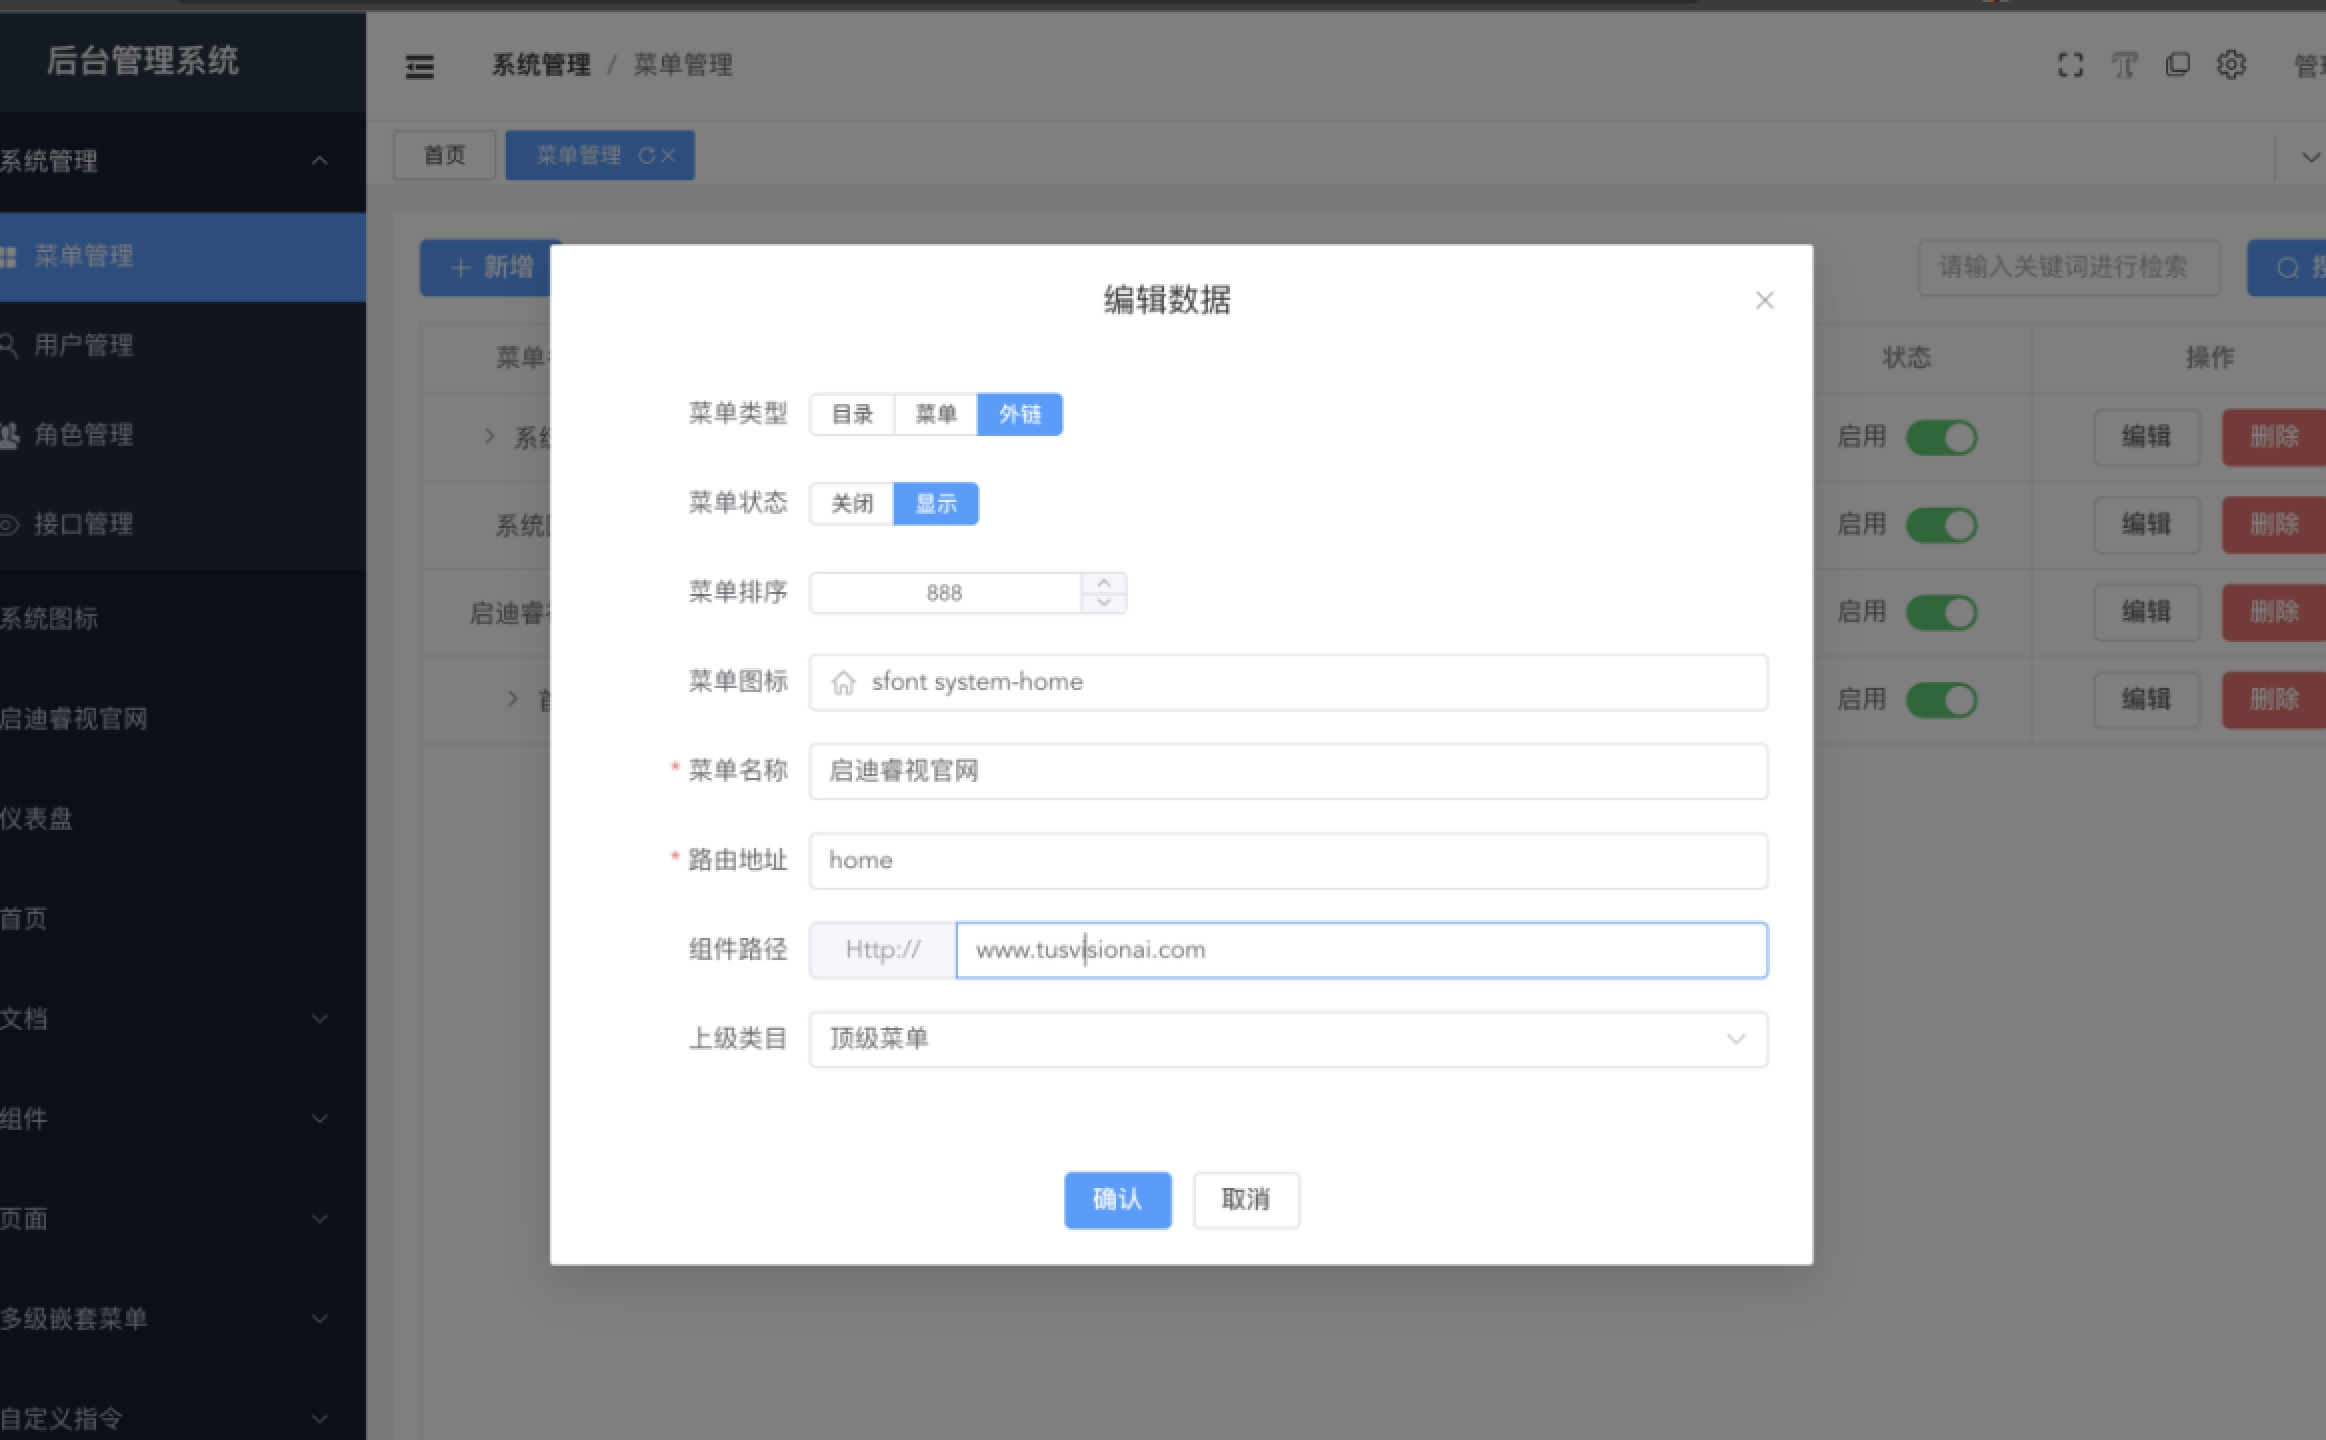 后台管理系统
系统管理 / 菜单管理
系统管理
首页
菜单管理
菜单管理
+ 新增
请输入关键词进行检索
用户管理
角色管理
接口管理
系统图标
启迪睿视官网
仪表盘
首页
文档
组件
页面
多级嵌套菜单
自定义指令
菜单
状态
操作
启用
编辑
删除
系统
启用
编辑
删除
启迪睿
启用
编辑
删除
启用
编辑
删除
编辑数据
菜单类型
目录
菜单
外链
菜单状态
关闭
显示
菜单排序
888
菜单图标
sfont system-home
* 菜单名称
启迪睿视官网
* 路由地址
home
组件路径
Http://
www.tusvisionai.com
上级类目
顶级菜单
确认
取消